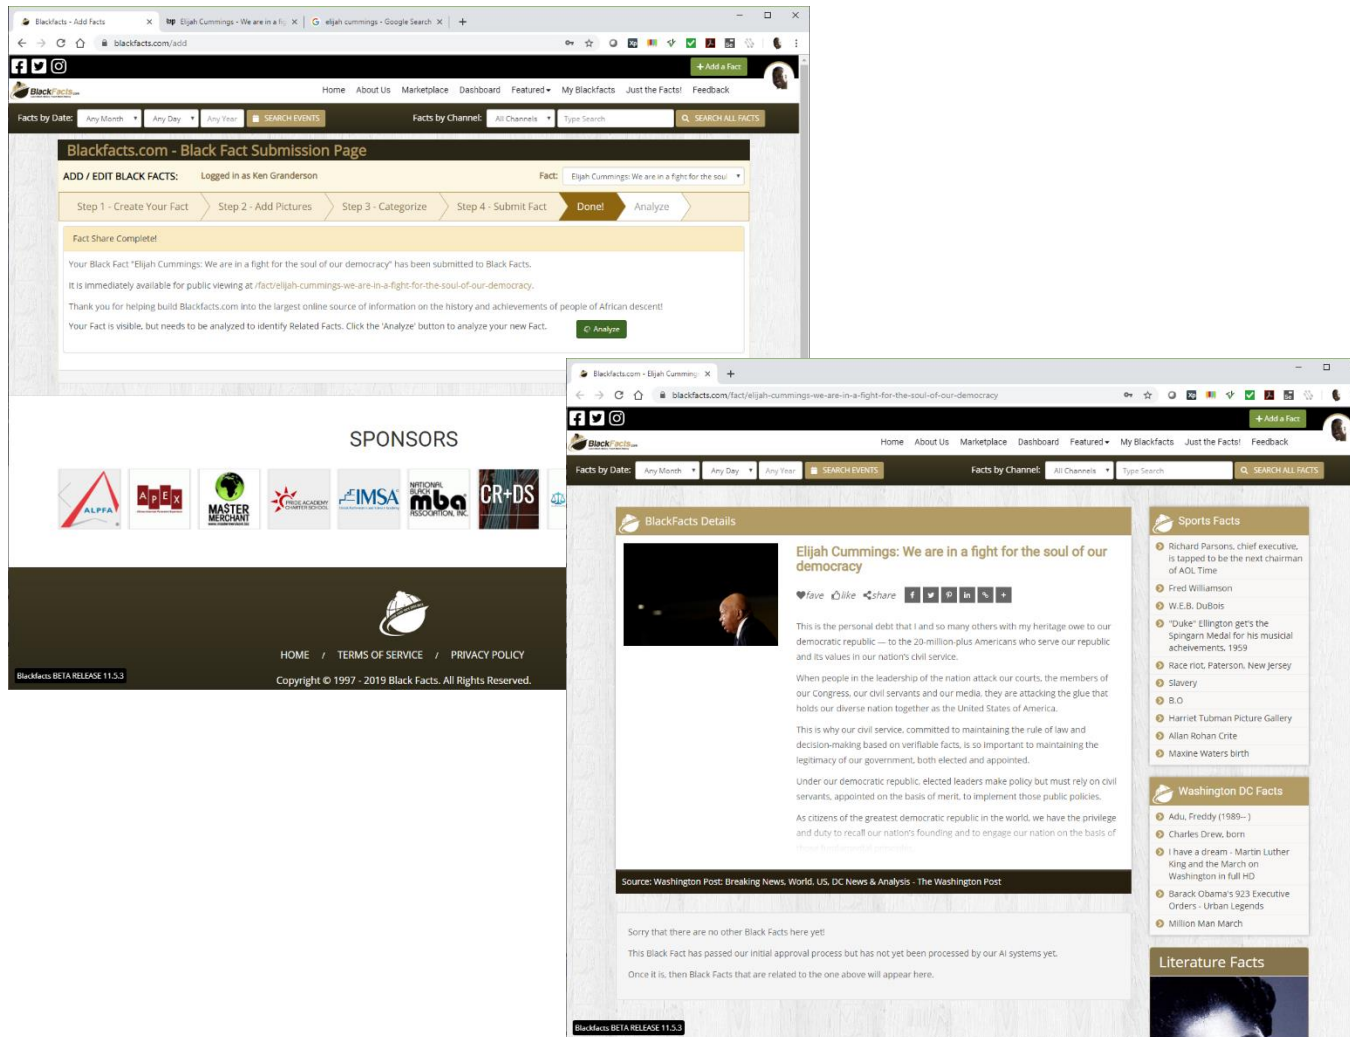 Blackfacts - Add Facts
Elijah Cummings - We are in a fig
elijah cummings - Google Search
blackfacts.com/add
+ Add a Fact
BlackFacts.com
Home About Us Marketplace Dashboard Featured My Blackfacts Just the Facts! Feedback
Facts by Date: Any Month Any Day Any Year SEARCH EVENTS Facts by Channel: All Channels Type Search SEARCH ALL FACTS
Blackfacts.com - Black Fact Submission Page
ADD / EDIT BLACK FACTS: Logged in as Ken Granderson Fact: Elijah Cummings: We are in a fight for the soul
Step 1 - Create Your Fact Step 2 - Add Pictures Step 3 - Categorize Step 4 - Submit Fact Done! Analyze
Fact Share Complete!
Your Black Fact "Elijah Cummings: We are in a fight for the soul of our democracy" has been submitted to Black Facts.
It is immediately available for public viewing at /fact/elijah-cummings-we-are-in-a-fight-for-the-soul-of-our-democracy.
Thank you for helping build Blackfacts.com into the largest online source of information on the history and achievements of people of African descent!
Your Fact is visible, but needs to be analyzed to identify Related Facts. Click the 'Analyze' button to analyze your new Fact. Analyze
SPONSORS
ALPFA
APEX
MASTER
MERCHANT
PRIDE ACADEMY
CHARTER SCHOOL
IMSA
NATIONAL
BLACK
mba
ASSOCIATION, INC.
CR+DS
HOME / TERMS OF SERVICE / PRIVACY POLICY
Blackfacts BETA RELEASE 11.5.3
Copyright © 1997 - 2019 Black Facts. All Rights Reserved.
Blackfacts.com - Elijah Cumming
blackfacts.com/fact/elijah-cummings-we-are-in-a-fight-for-the-soul-of-our-democracy
+ Add a Fact
BlackFacts.com
Home About Us Marketplace Dashboard Featured My Blackfacts Just the Facts! Feedback
Facts by Date: Any Month Any Day Any Year SEARCH EVENTS Facts by Channel: All Channels Type Search SEARCH ALL FACTS
BlackFacts Details
Elijah Cummings: We are in a fight for the soul of our
democracy
fave like share
This is the personal debt that I and so many others with my heritage owe to our
democratic republic — to the 20-million-plus Americans who serve our republic
and its values in our nation's civil service.
When people in the leadership of the nation attack our courts, the members of
our Congress, our civil servants and our media, they are attacking the glue that
holds our diverse nation together as the United States of America.
This is why our civil service, committed to maintaining the rule of law and
decision-making based on verifiable facts, is so important to maintaining the
legitimacy of our government, both elected and appointed.
Under our democratic republic, elected leaders make policy but must rely on civil
servants, appointed on the basis of merit, to implement those public policies.
As citizens of the greatest democratic republic in the world, we have the privilege
and duty to recall our nation's founding and to engage our nation on the basis of
Source: Washington Post: Breaking News, World, US, DC News & Analysis - The Washington Post
Sorry that there are no other Black Facts here yet!
This Black Fact has passed our initial approval process but has not yet been processed by our AI systems yet.
Once it is, then Black Facts that are related to the one above will appear here.
Blackfacts BETA RELEASE 11.5.3
Sports Facts
Richard Parsons, chief executive,
is tapped to be the next chairman
of AOL Time
Fred Williamson
W.E.B. DuBois
"Duke" Ellington get's the
Spingarn Medal for his musicial
acheivements, 1959
Race riot, Paterson, New Jersey
Slavery
B.O
Harriet Tubman Picture Gallery
Allan Rohan Crite
Maxine Waters birth
Washington DC Facts
Adu, Freddy (1989-- )
Charles Drew, born
I have a dream - Martin Luther
King and the March on
Washington in full HD
Barack Obama's 923 Executive
Orders - Urban Legends
Million Man March
Literature Facts